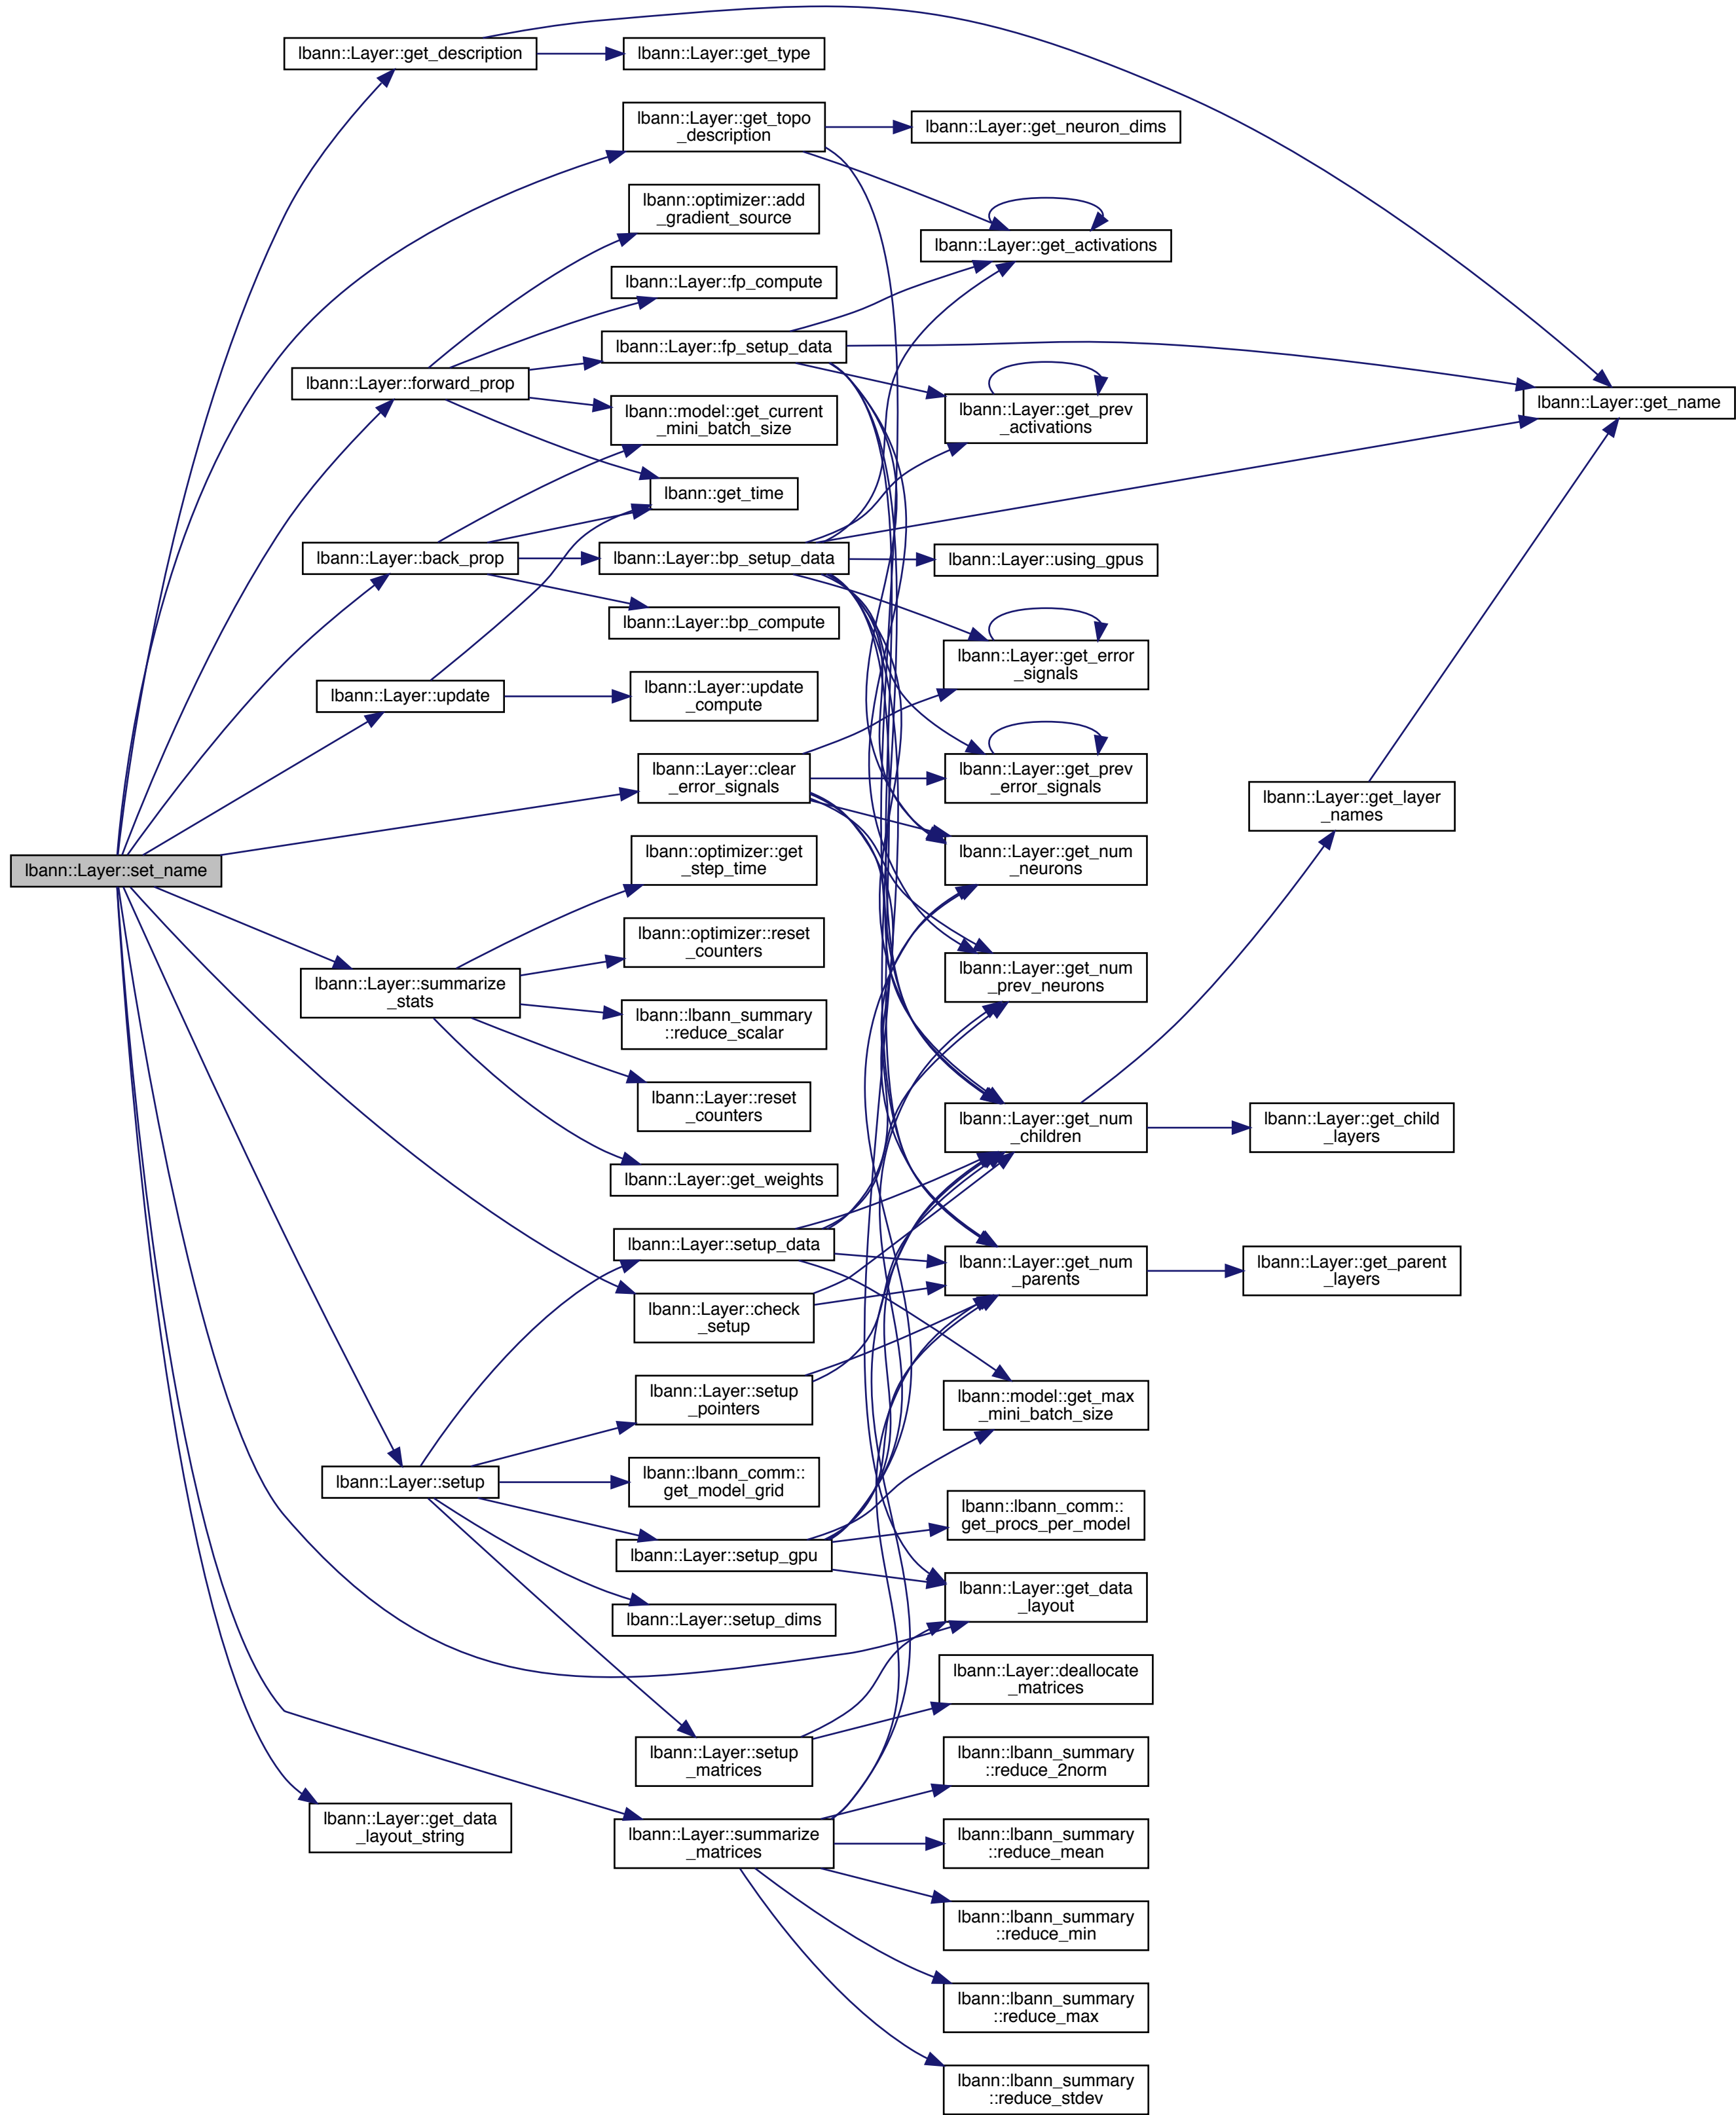 lbann::Layer::set_name
lbann::Layer::get_description
lbann::Layer::forward_prop
lbann::Layer::back_prop
lbann::Layer::update
lbann::Layer::summarize
_stats
lbann::Layer::setup
lbann::Layer::get_data
_layout_string
lbann::Layer::get_type
lbann::Layer::get_topo
_description
lbann::optimizer::add
_gradient_source
lbann::Layer::fp_compute
lbann::Layer::fp_setup_data
lbann::model::get_current
_mini_batch_size
lbann::get_time
lbann::Layer::bp_setup_data
lbann::Layer::bp_compute
lbann::Layer::update
_compute
lbann::Layer::clear
_error_signals
lbann::optimizer::get
_step_time
lbann::optimizer::reset
_counters
lbann::lbann_summary
::reduce_scalar
lbann::Layer::reset
_counters
lbann::Layer::get_weights
lbann::Layer::setup_data
lbann::Layer::check
_setup
lbann::Layer::setup
_pointers
lbann::lbann_comm::
get_model_grid
lbann::Layer::setup_gpu
lbann::Layer::setup_dims
lbann::Layer::setup
_matrices
lbann::Layer::summarize
_matrices
lbann::Layer::get_neuron_dims
lbann::Layer::get_activations
lbann::Layer::get_prev
_activations
lbann::Layer::using_gpus
lbann::Layer::get_error
_signals
lbann::Layer::get_prev
_error_signals
lbann::Layer::get_num
_neurons
lbann::Layer::get_num
_prev_neurons
lbann::Layer::get_num
_children
lbann::Layer::get_num
_parents
lbann::model::get_max
_mini_batch_size
lbann::lbann_comm::
get_procs_per_model
lbann::Layer::get_data
_layout
lbann::Layer::deallocate
_matrices
lbann::lbann_summary
::reduce_2norm
lbann::lbann_summary
::reduce_mean
lbann::lbann_summary
::reduce_min
lbann::lbann_summary
::reduce_max
lbann::lbann_summary
::reduce_stdev
lbann::Layer::get_layer
_names
lbann::Layer::get_child
_layers
lbann::Layer::get_parent
_layers
lbann::Layer::get_name